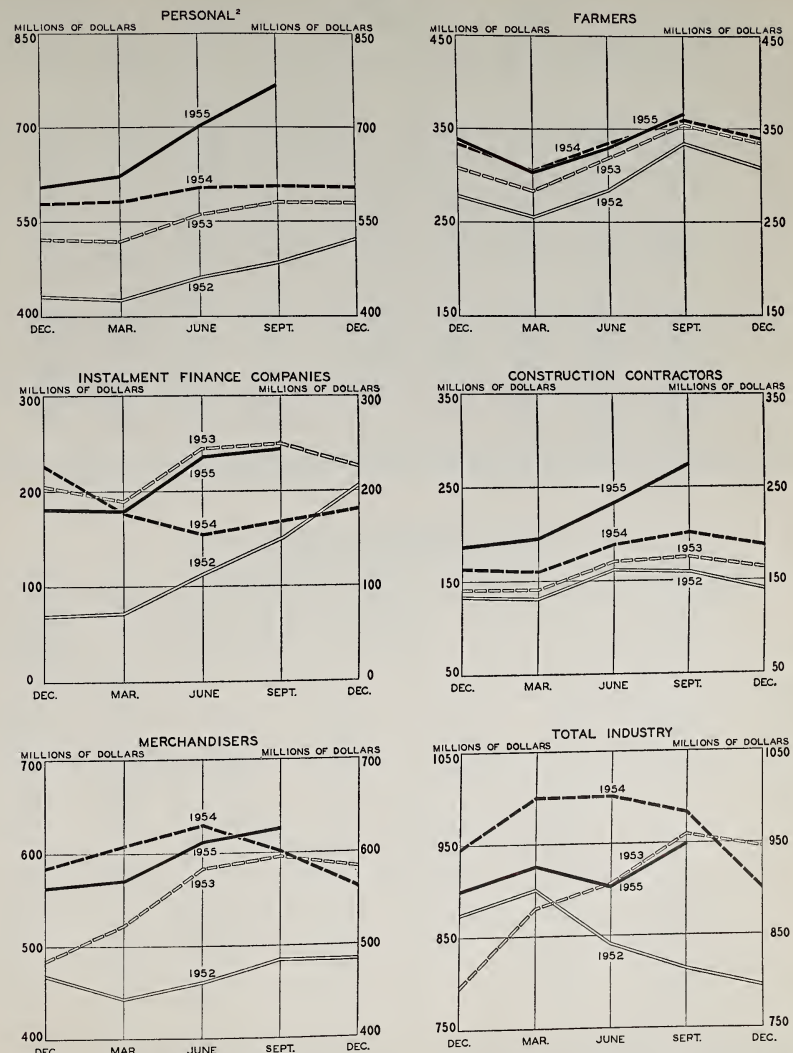 PERSONAL²
MILLIONS OF DOLLARS MILLIONS OF DOLLARS
850 850
1955
700 700
1954
550 550
1953
1952
400 400
DEC. MAR. JUNE SEPT. DEC.
FARMERS
MILLIONS OF DOLLARS MILLIONS OF DOLLARS
450 450
1955
1954
350 350
1953
1952
250 250
150 150
DEC. MAR. JUNE SEPT. DEC.
INSTALMENT FINANCE COMPANIES
MILLIONS OF DOLLARS MILLIONS OF DOLLARS
300 300
1953
1955
200 200
1954
1952
100 100
0 0
DEC. MAR. JUNE SEPT. DEC.
CONSTRUCTION CONTRACTORS
MILLIONS OF DOLLARS MILLIONS OF DOLLARS
350 350
1955
250 250
1954
1953
150 150
1952
50 50
DEC. MAR. JUNE SEPT. DEC.
MERCHANDISERS
MILLIONS OF DOLLARS MILLIONS OF DOLLARS
700 700
1954
600 600
1955
1953
500 500
1952
400 400
DEC. MAR. JUNE SEPT. DEC.
TOTAL INDUSTRY
MILLIONS OF DOLLARS MILLIONS OF DOLLARS
1050 1050
1954
950 950
1953
1955
850 850
1952
750 750
DEC. MAR. JUNE SEPT. DEC.